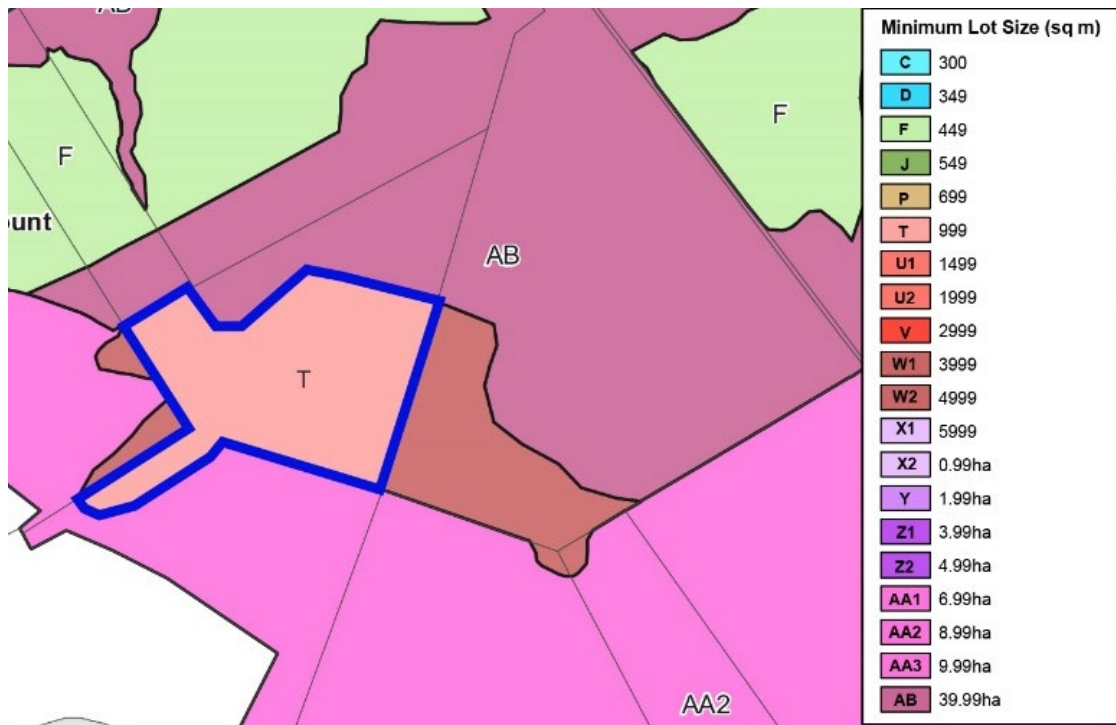 AB
F
F
ount
AB
T
AA2
Minimum Lot Size (sq m)
C 300
D 349
F 449
J 549
P 699
T 999
U1 1499
U2 1999
V 2999
W1 3999
W2 4999
X1 5999
X2 0.99ha
Y 1.99ha
Z1 3.99ha
Z2 4.99ha
AA1 6.99ha
AA2 8.99ha
AA3 9.99ha
AB 39.99ha